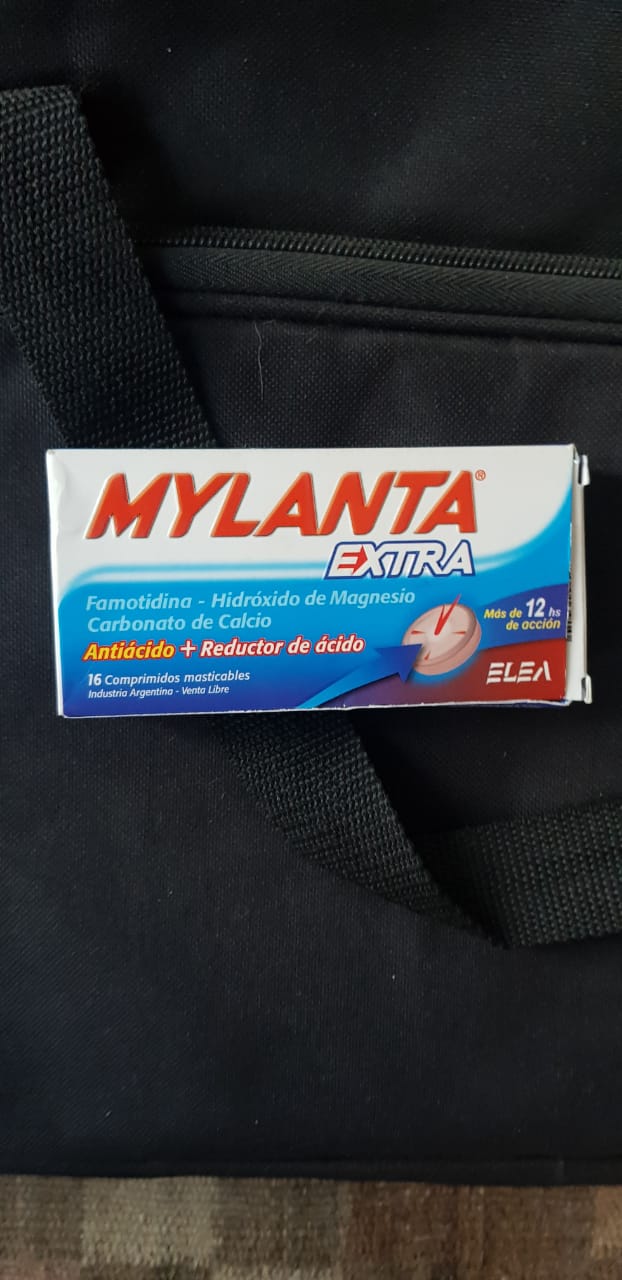 MYLANTA®
EXTRA
Famotidina - Hidróxido de Magnesio
Carbonato de Calcio
Antiácido + Reductor de ácido
16 Comprimidos masticables
Industria Argentina - Venta Libre
Más de 12 hs
de acción
ELEA